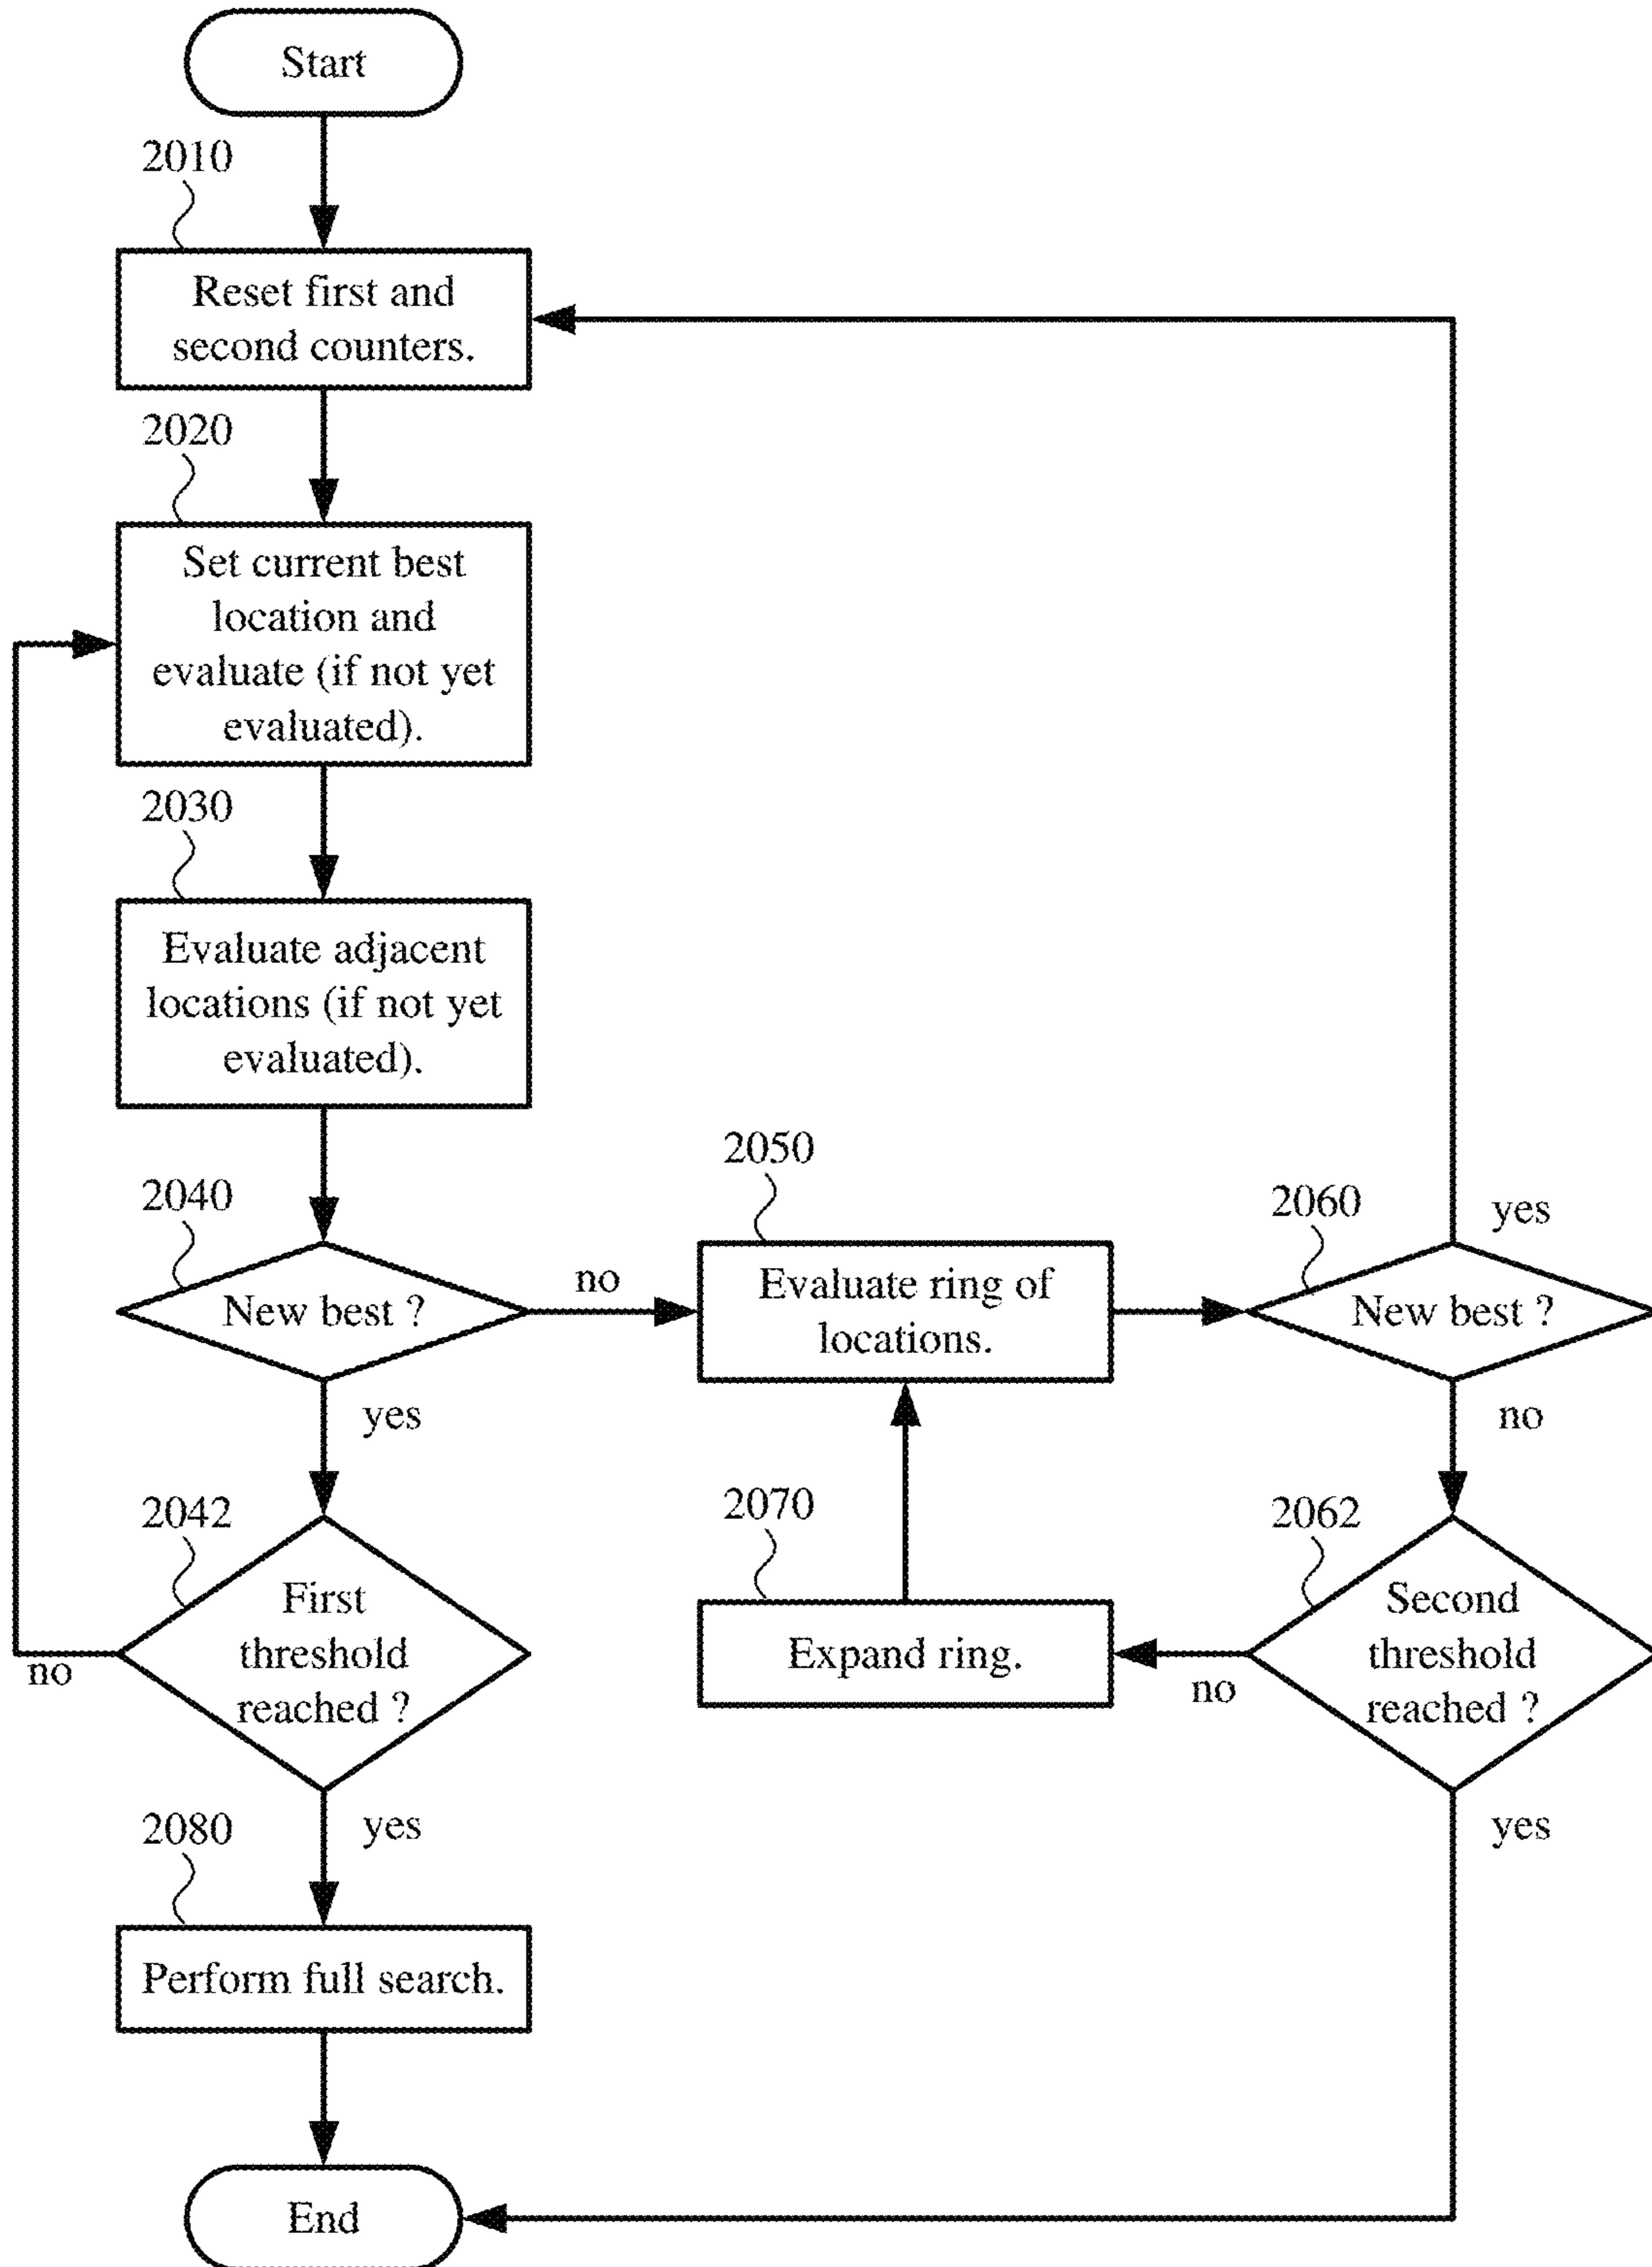 Start
2010
Reset first and
second counters.
2020
Set current best
location and
evaluate (if not yet
evaluated).
2030
Evaluate adjacent
locations (if not yet
evaluated).
2040
New best ?
no
yes
2050
Evaluate ring of
locations.
2060
New best ?
yes
no
2042
First
threshold
reached ?
no
yes
2070
Expand ring.
2062
Second
threshold
reached ?
no
yes
2080
Perform full search.
End